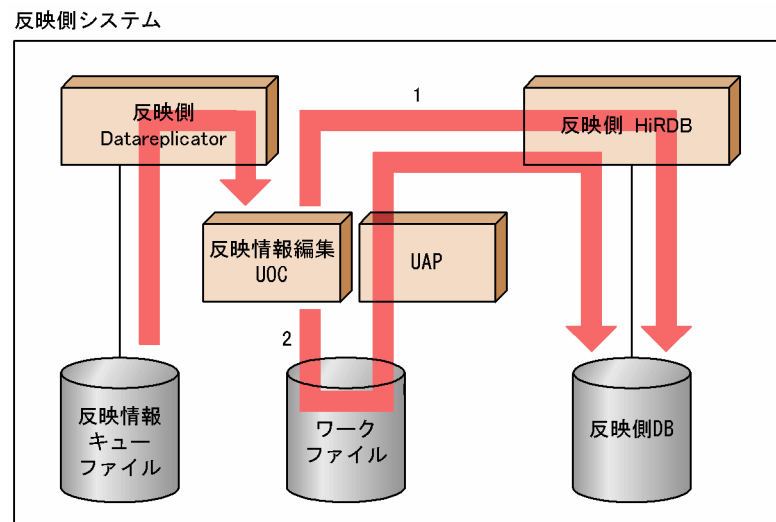 反映側システム
1
反映側
Datareplicator
反映側 HiRDB
反映情報編集
UOC
UAP
2
反映情報
キュー
ファイル
ワーク
ファイル
反映側DB